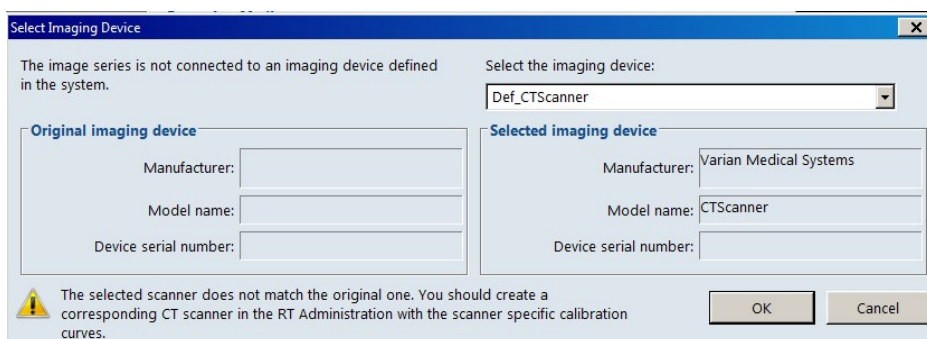 Select Imaging Device
The image series is not connected to an imaging device defined
in the system.
Select the imaging device:
Def_CTScanner
Original imaging device
Manufacturer:
Model name:
Device serial number:
Selected imaging device
Manufacturer: Varian Medical Systems
Model name: CTScanner
Device serial number:
The selected scanner does not match the original one. You should create a
corresponding CT scanner in the RT Administration with the scanner specific calibration
curves.
OK
Cancel